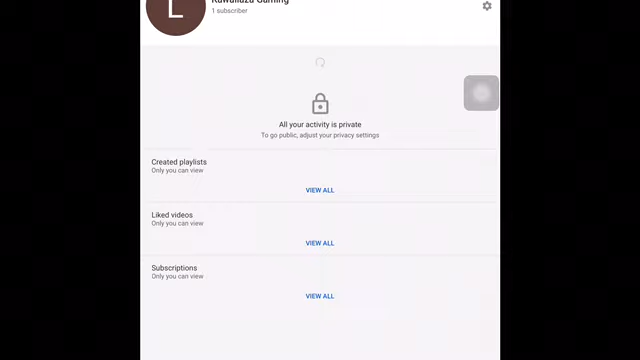 L
Gaming
1 subscriber
All your activity is private
To go public, adjust your privacy settings
Created playlists
Only you can view
VIEW ALL
Liked videos
Only you can view
VIEW ALL
Subscriptions
Only you can view
VIEW ALL